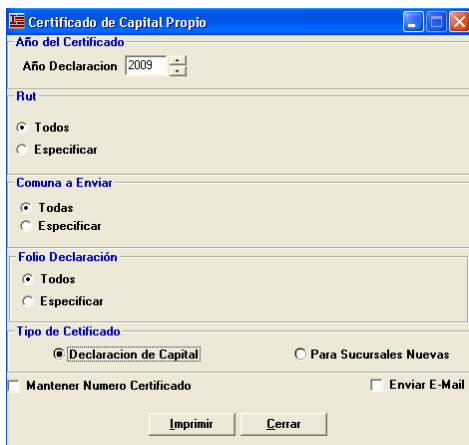 Certificado de Capital Propio
Año del Certificado
Año Declaracion 2009
Rut
Todos
Especificar
Comuna a Enviar
Todas
Especificar
Folio Declaración
Todos
Especificar
Tipo de Cetificado
Declaracion de Capital Para Sucursales Nuevas
Mantener Numero Certificado Enviar E-Mail
Imprimir Cerrar